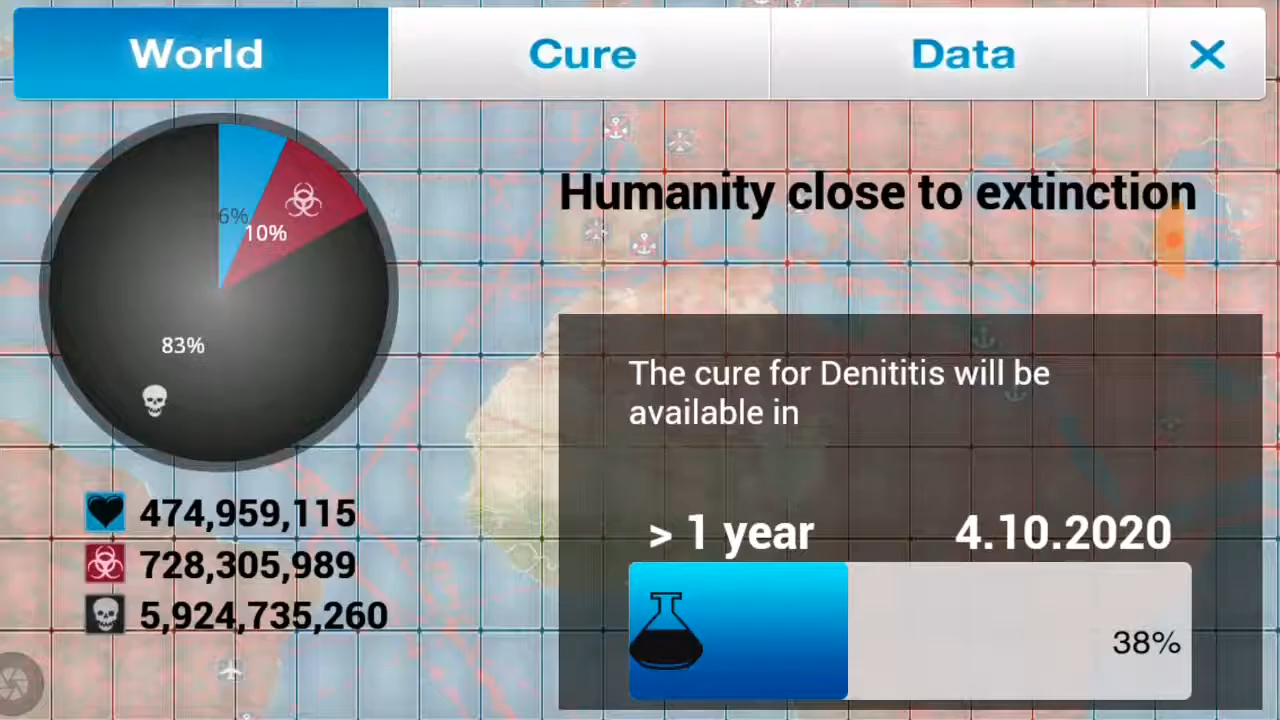 World
Cure
Data
6%
10%
83%
Humanity close to extinction
474,959,115
728,305,989
5,924,735,260
The cure for Denititis will be
available in
> 1 year
4.10.2020
38%